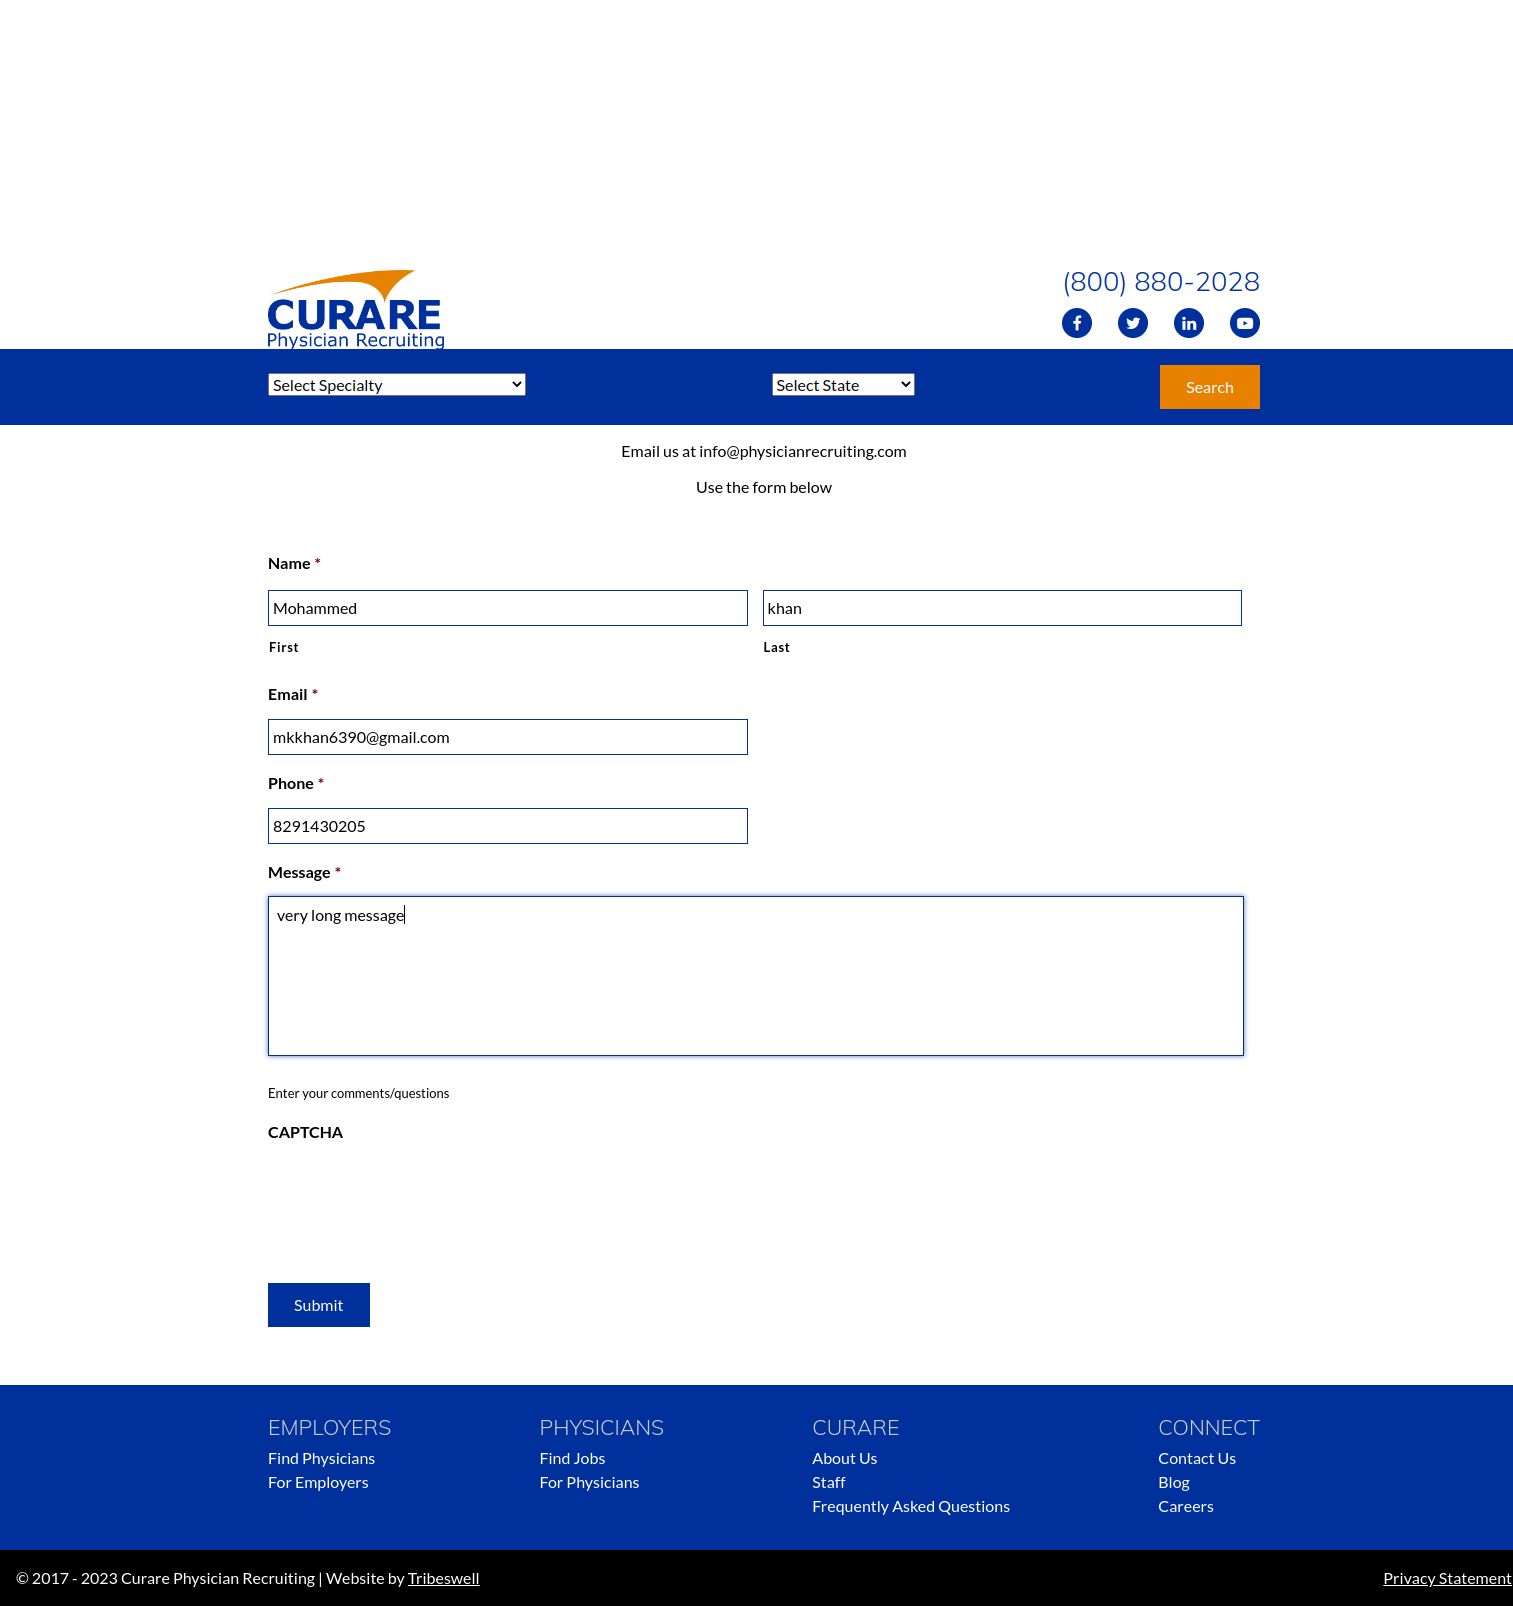 CURARE
Physician Recruiting
(800) 880-2028
Select Specialty
Select State
Search
Email us at info@physicianrecruiting.com
Use the form below
Name *
Mohammed
khan
First
Last
Email *
mkkhan6390@gmail.com
Phone *
8291430205
Message *
very long message
Enter your comments/questions
CAPTCHA
Submit
EMPLOYERS
Find Physicians
For Employers
PHYSICIANS
Find Jobs
For Physicians
CURARE
About Us
Staff
Frequently Asked Questions
CONNECT
Contact Us
Blog
Careers
© 2017 - 2023 Curare Physician Recruiting | Website by Tribeswell
Privacy Statement